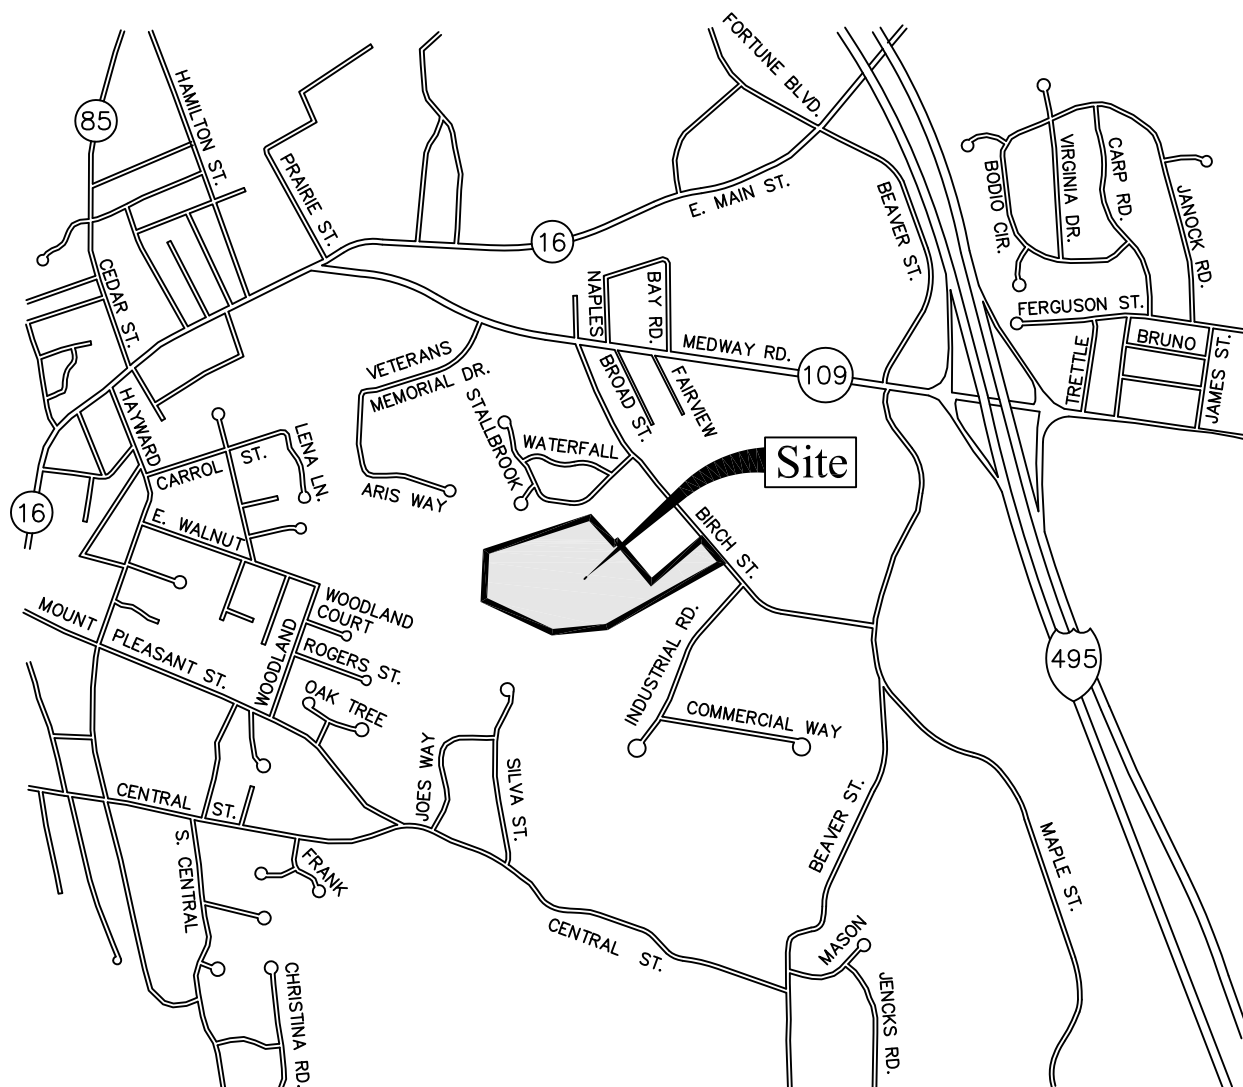 FORTUNE BLVD.
HAMILTON ST.
85
PRAIRIE ST.
VIRGINIA DR.
CARP RD.
BODIO CIR.
JANOCK RD.
E. MAIN ST.
BEAVER ST.
16
CEDAR ST.
NAPLES
BAY RD.
FERGUSON ST.
BRUNO
JAMES ST.
TRETTLE
MEDWAY RD.
109
VETERANS
MEMORIAL DR.
BROAD ST.
FAIRVIEW
HAYWARD
STALLBROOK
WATERFALL
LENA LN.
CARROL ST.
Site
ARIS WAY
16
E. WALNUT
BIRCH ST.
WOODLAND
COURT
MOUNT
PLEASANT ST.
WOODLAND
ROGERS ST.
INDUSTRIAL RD.
495
OAK TREE
COMMERCIAL WAY
JOES WAY
SILVA ST.
CENTRAL ST.
BEAVER ST.
MAPLE ST.
S. CENTRAL
FRANK
CENTRAL ST.
MASON
CHRISTINA RD.
JENCKS RD.